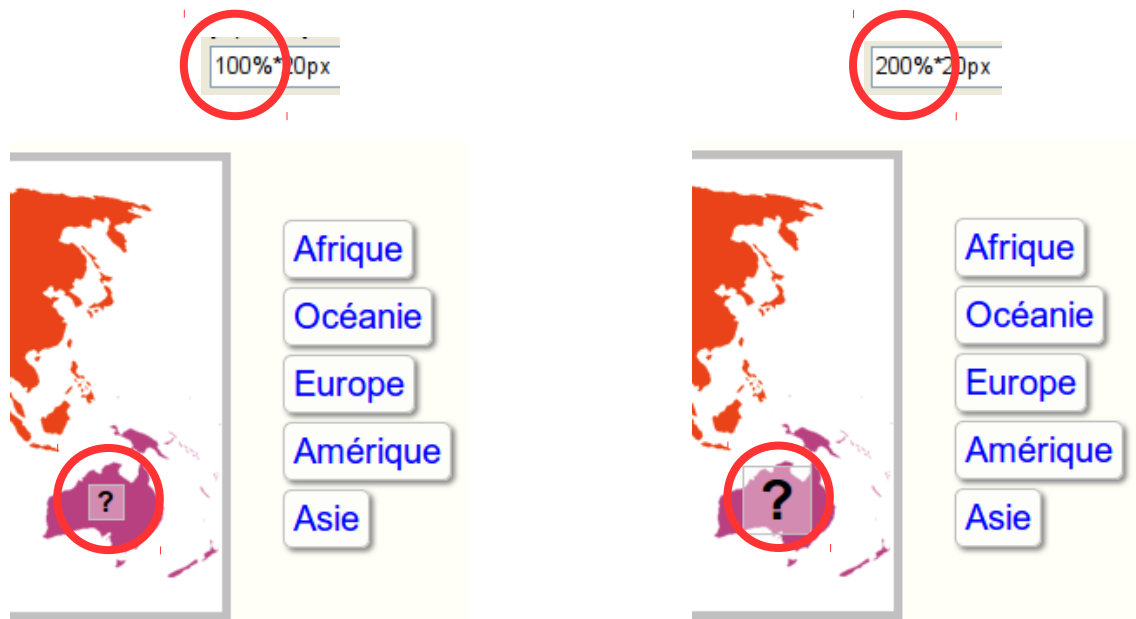 100%*20px
Afrique
Océanie
Europe
Amérique
Asie
?
200%*20px
Afrique
Océanie
Europe
Amérique
Asie
?